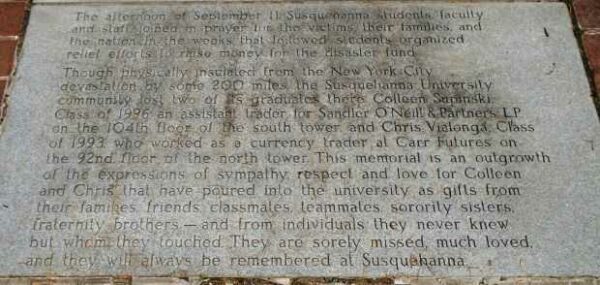 The afternoon of September 11, Susquehanna students, faculty
and staff joined in prayer for the victims, their families, and
the nation. In the weeks that followed students organized
relief efforts to raise money for the disaster fund.
Though physically insulated from the New York City
devastation by some 200 miles, the Susquehanna University
community lost two of its graduates there: Colleen Supinski,
Class of 1996 an assistant trader for Sandler O'Neill & Partners, LP
on the 104th floor of the south tower and Chris Vialonga, Class
of 1993, who worked as a currency trader at Carr Futures on
the 92nd floor of the north tower. This memorial is an outgrowth
of the expressions of sympathy, respect and love for Colleen
and Chris that have poured into the university as gifts from
their families, friends, classmates, teammates, sorority sisters,
fraternity brothers — and from individuals they never knew
but whom they touched. They are sorely missed, much loved,
and they will always be remembered at Susquehanna.